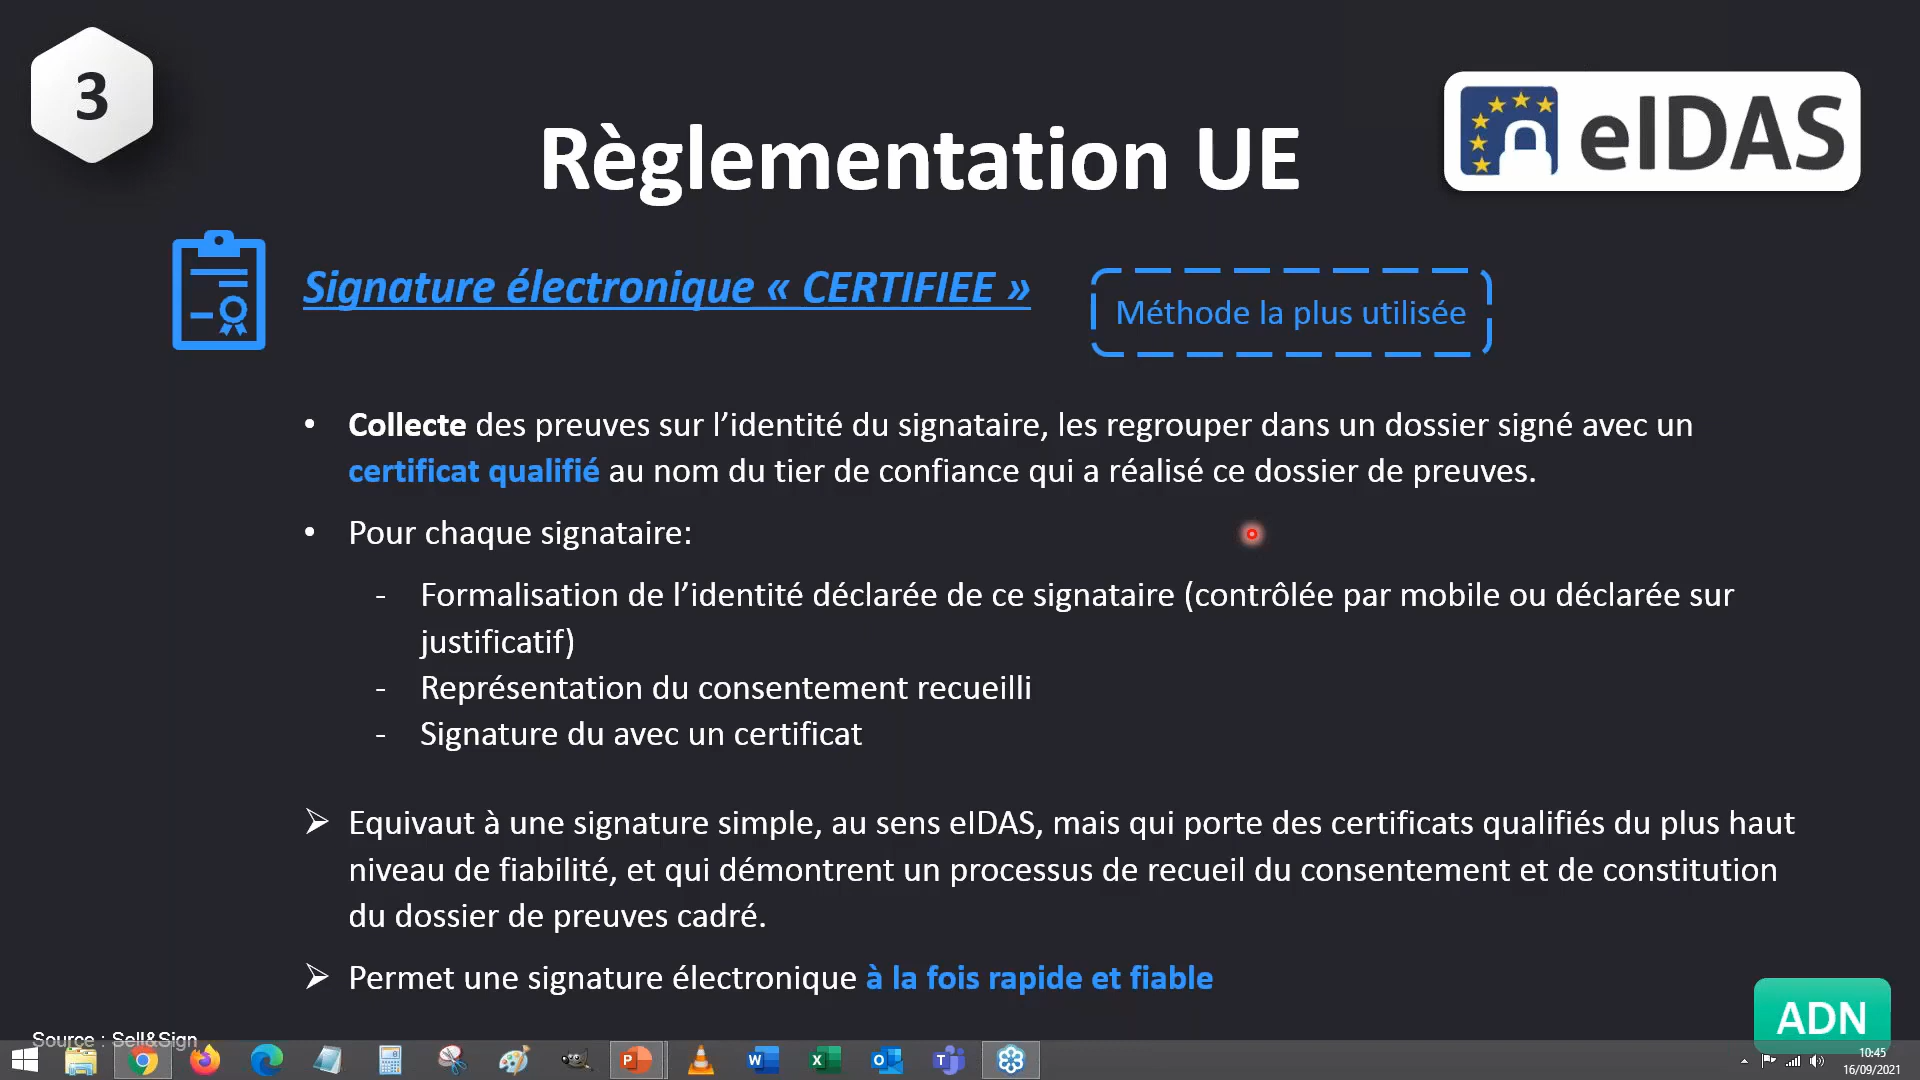 3
Règlementation UE
eIDAS
Signature électronique « CERTIFIEE »
Méthode la plus utilisée
• Collecte des preuves sur l’identité du signataire, les regrouper dans un dossier signé avec un
certificat qualifié au nom du tier de confiance qui a réalisé ce dossier de preuves.
• Pour chaque signataire:
- Formalisation de l’identité déclarée de ce signataire (contrôlée par mobile ou déclarée sur
justificatif)
- Représentation du consentement recueilli
- Signature du avec un certificat
➢ Equivaut à une signature simple, au sens eIDAS, mais qui porte des certificats qualifiés du plus haut
niveau de fiabilité, et qui démontrent un processus de recueil du consentement et de constitution
du dossier de preuves cadré.
➢ Permet une signature électronique à la fois rapide et fiable
ADN
Source : Sell&Sign
10:45
16/09/2021